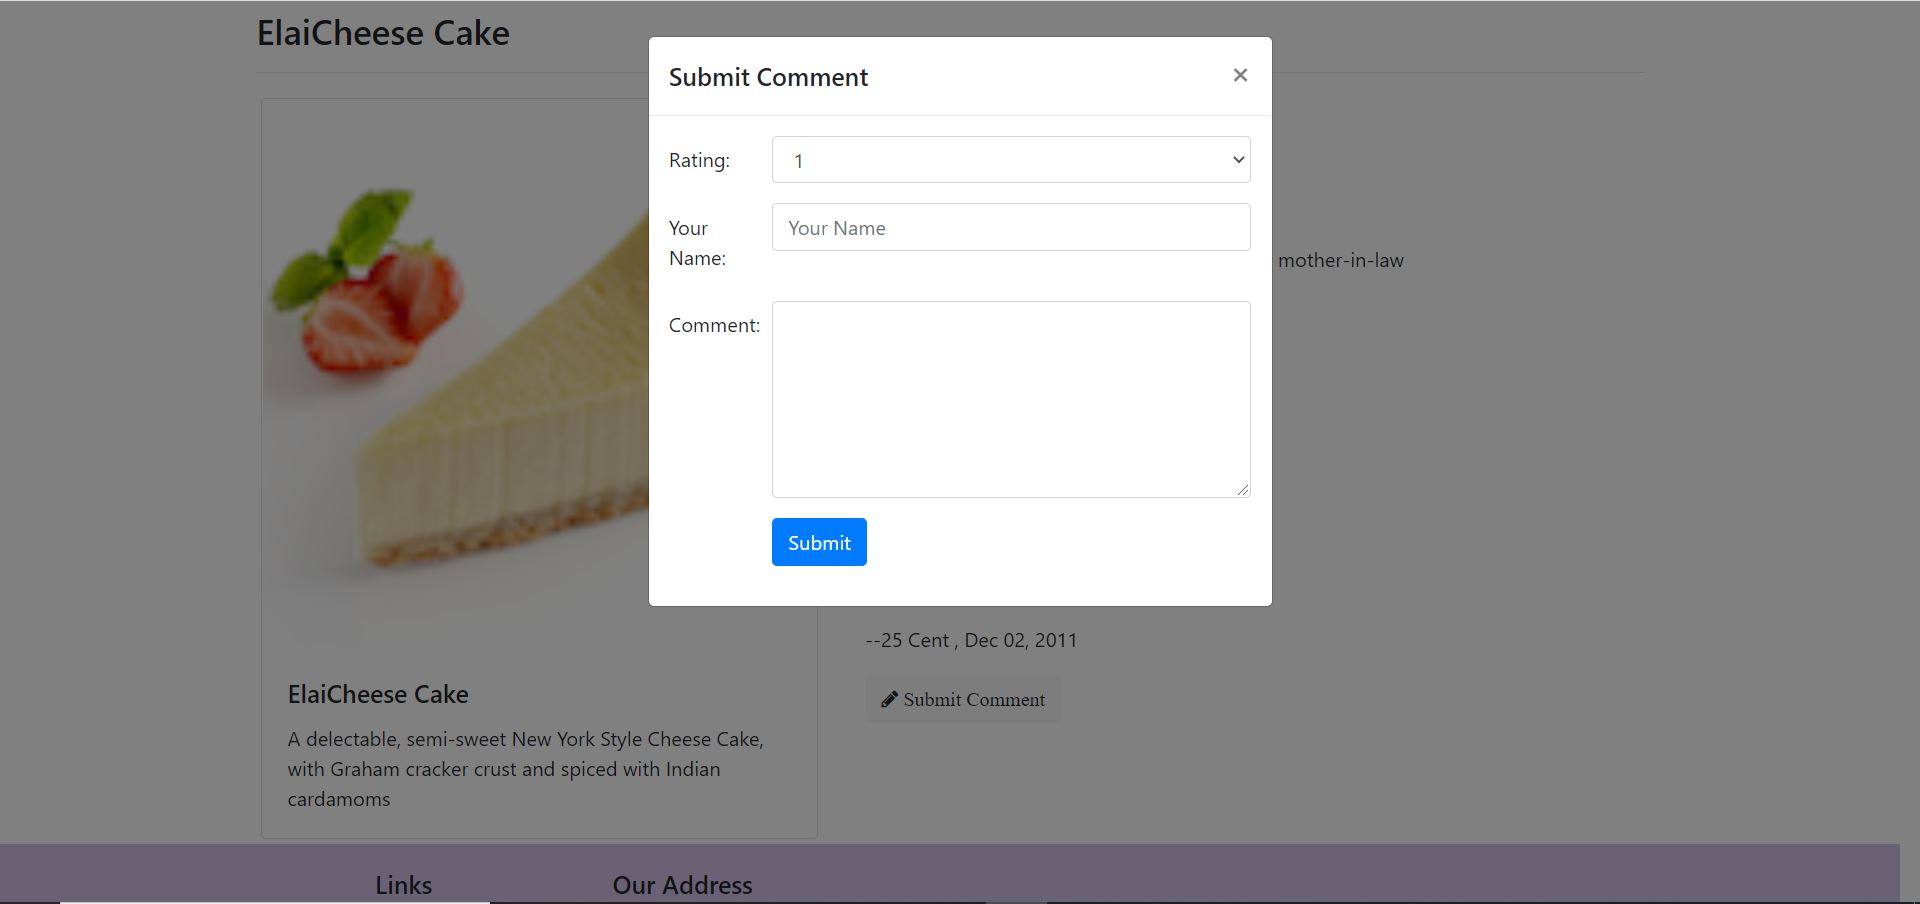 ElaiCheese Cake
Submit Comment
×
Rating:
1
Your
Name:
Your Name
mother-in-law
Comment:
Submit
--25 Cent , Dec 02, 2011
Submit Comment
ElaiCheese Cake
A delectable, semi-sweet New York Style Cheese Cake,
with Graham cracker crust and spiced with Indian
cardamoms
Links
Our Address